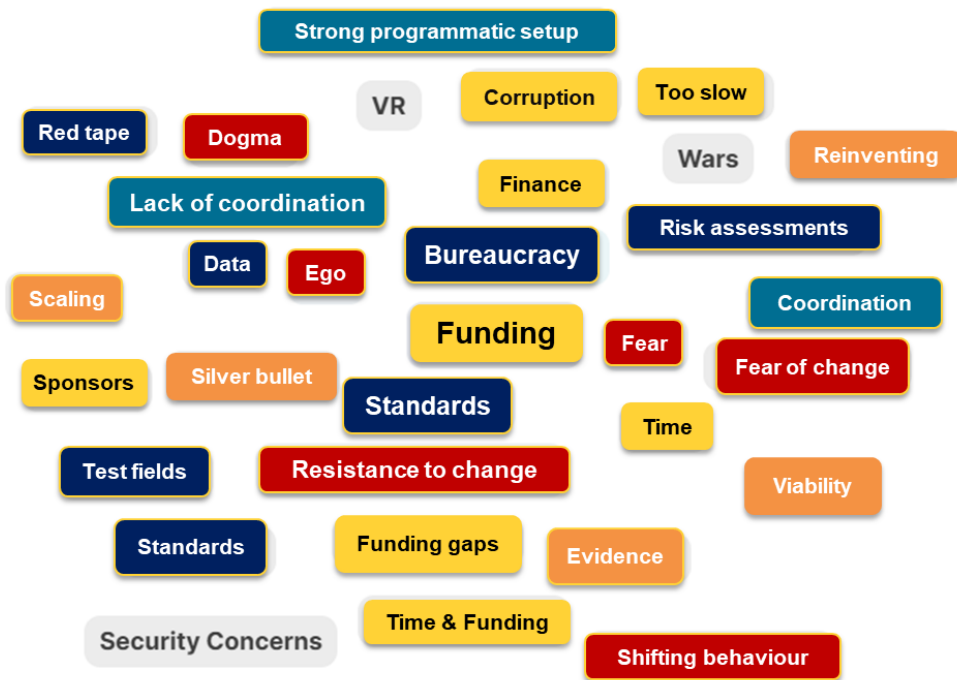 Strong programmatic setup
VR
Corruption
Too slow
Red tape
Dogma
Wars
Reinventing
Finance
Lack of coordination
Risk assessments
Bureaucracy
Data
Ego
Scaling
Coordination
Funding
Fear
Fear of change
Sponsors
Silver bullet
Standards
Time
Test fields
Resistance to change
Viability
Standards
Funding gaps
Evidence
Time & Funding
Security Concerns
Shifting behaviour